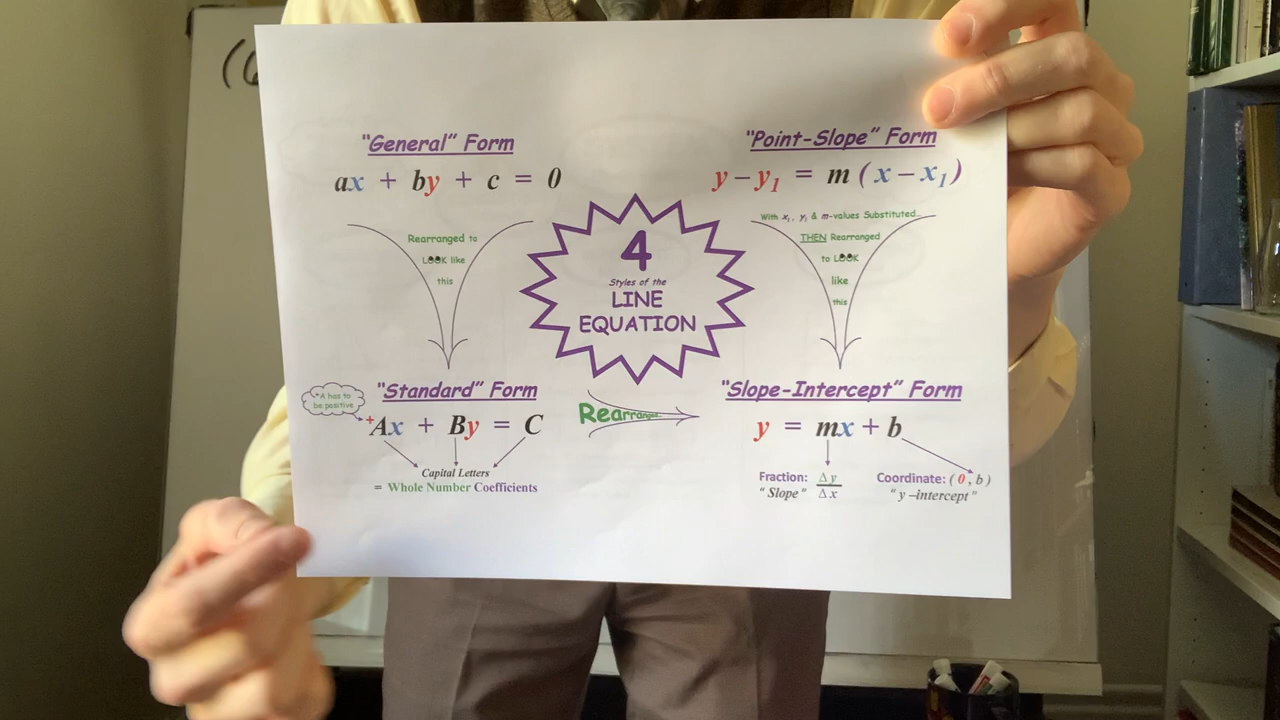 (
"General" Form
ax + by + c = 0
Rearranged to
LOOK like
this
"Point-Slope" Form
y – y₁ = m (x – x₁)
With x₁, y₁ & m-values Substituted...
THEN Rearranged
to LOOK
like
this
4
Styles of the
LINE
EQUATION
"Standard" Form
*A has to
be positive
+Ax + By = C
Capital Letters
= Whole Number Coefficients
Rearranged...
"Slope-Intercept" Form
y = mx + b
Fraction: Δy/Δx
"Slope"
Coordinate: (0, b)
"y–intercept"